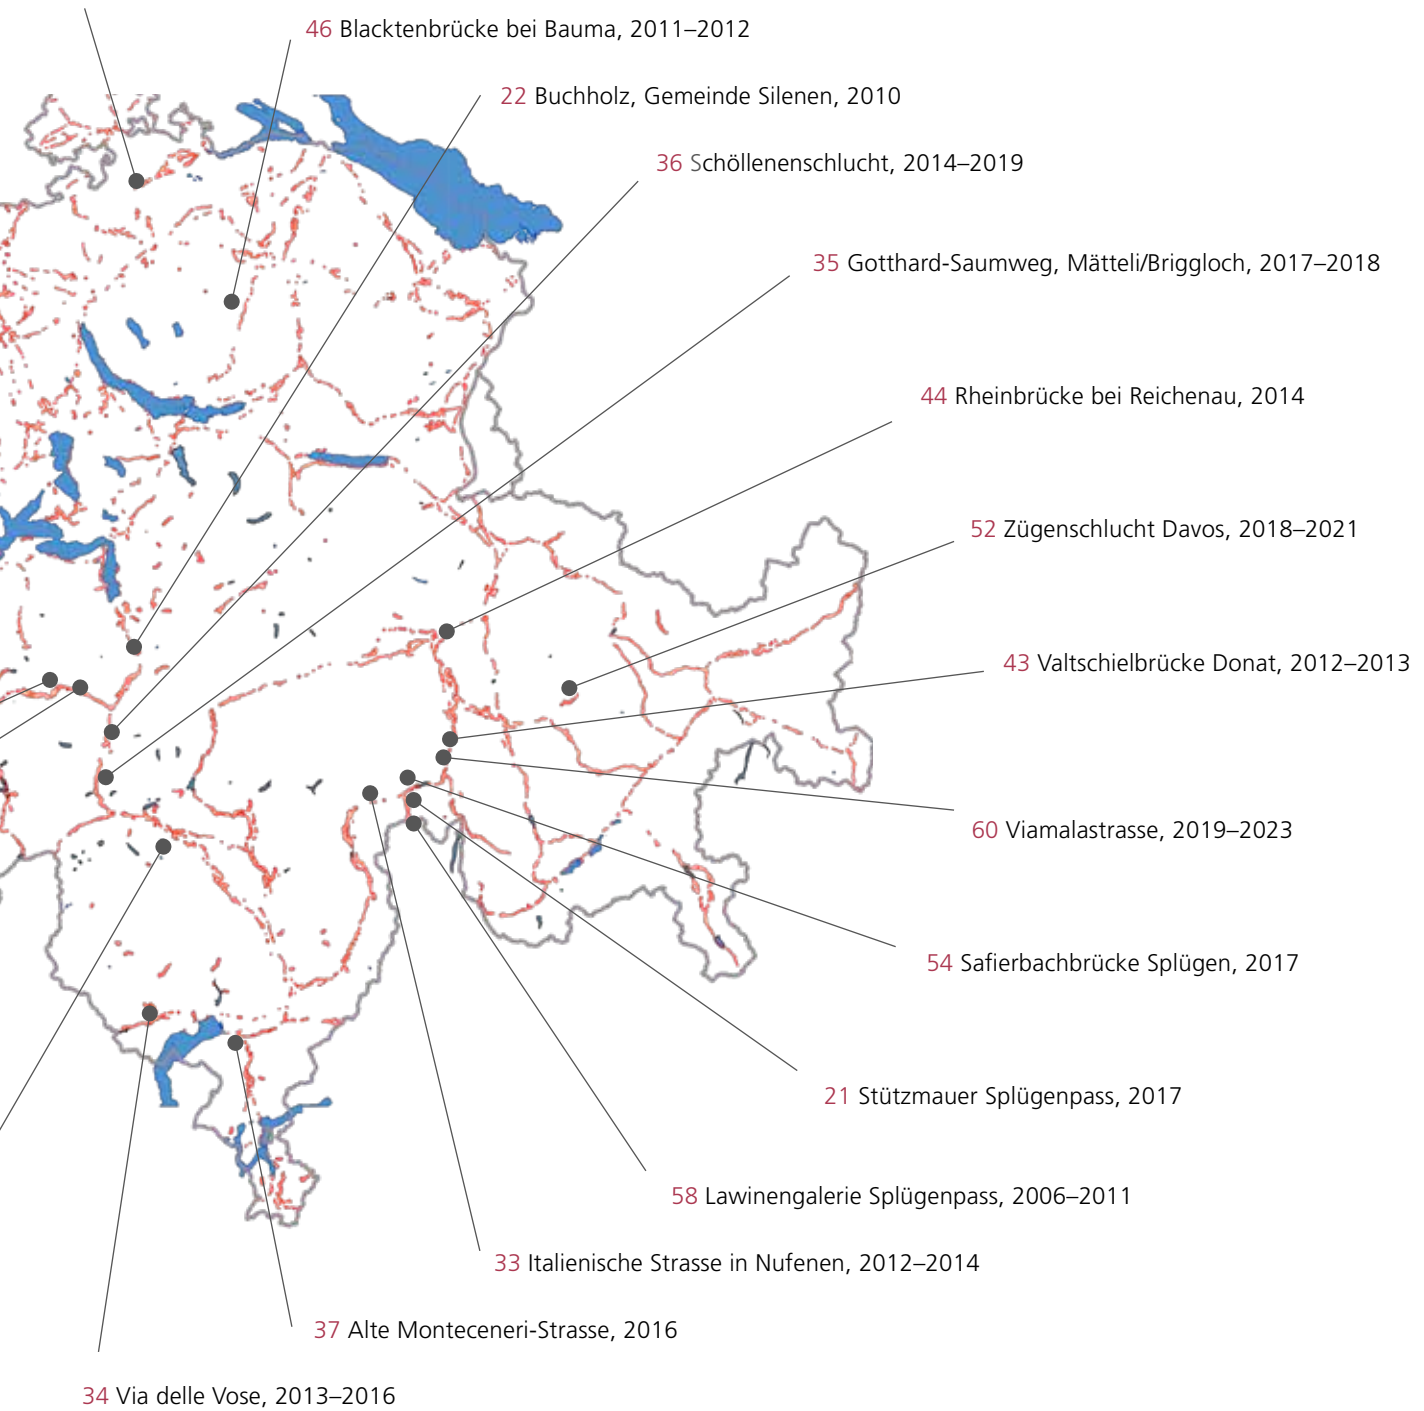 46 Blacktenbrücke bei Bauma, 2011–2012
22 Buchholz, Gemeinde Silenen, 2010
36 Schöllenenschlucht, 2014–2019
35 Gotthard-Saumweg, Mätteli/Briggloch, 2017–2018
44 Rheinbrücke bei Reichenau, 2014
52 Zügenschlucht Davos, 2018–2021
43 Valtschielbrücke Donat, 2012–2013
60 Viamalastrasse, 2019–2023
54 Safierbachbrücke Splügen, 2017
21 Stützmauer Splügenpass, 2017
58 Lawinengalerie Splügenpass, 2006–2011
33 Italienische Strasse in Nufenen, 2012–2014
37 Alte Monteceneri-Strasse, 2016
34 Via delle Vose, 2013–2016